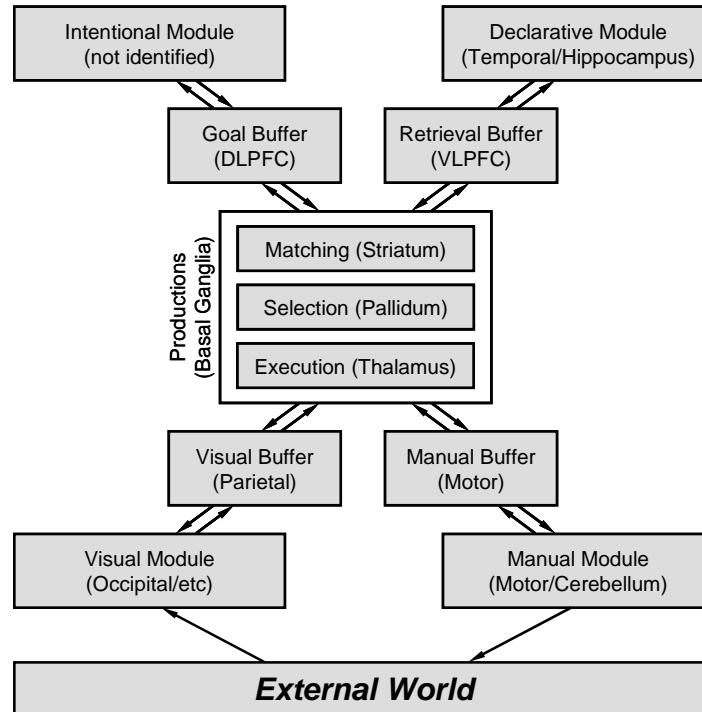 Intentional Module
(not identified)
Declarative Module
(Temporal/Hippocampus)
Goal Buffer
(DLPFC)
Retrieval Buffer
(VLPFC)
Productions
(Basal Ganglia)
Matching (Striatum)
Selection (Pallidum)
Execution (Thalamus)
Visual Buffer
(Parietal)
Manual Buffer
(Motor)
Visual Module
(Occipital/etc)
Manual Module
(Motor/Cerebellum)
External World